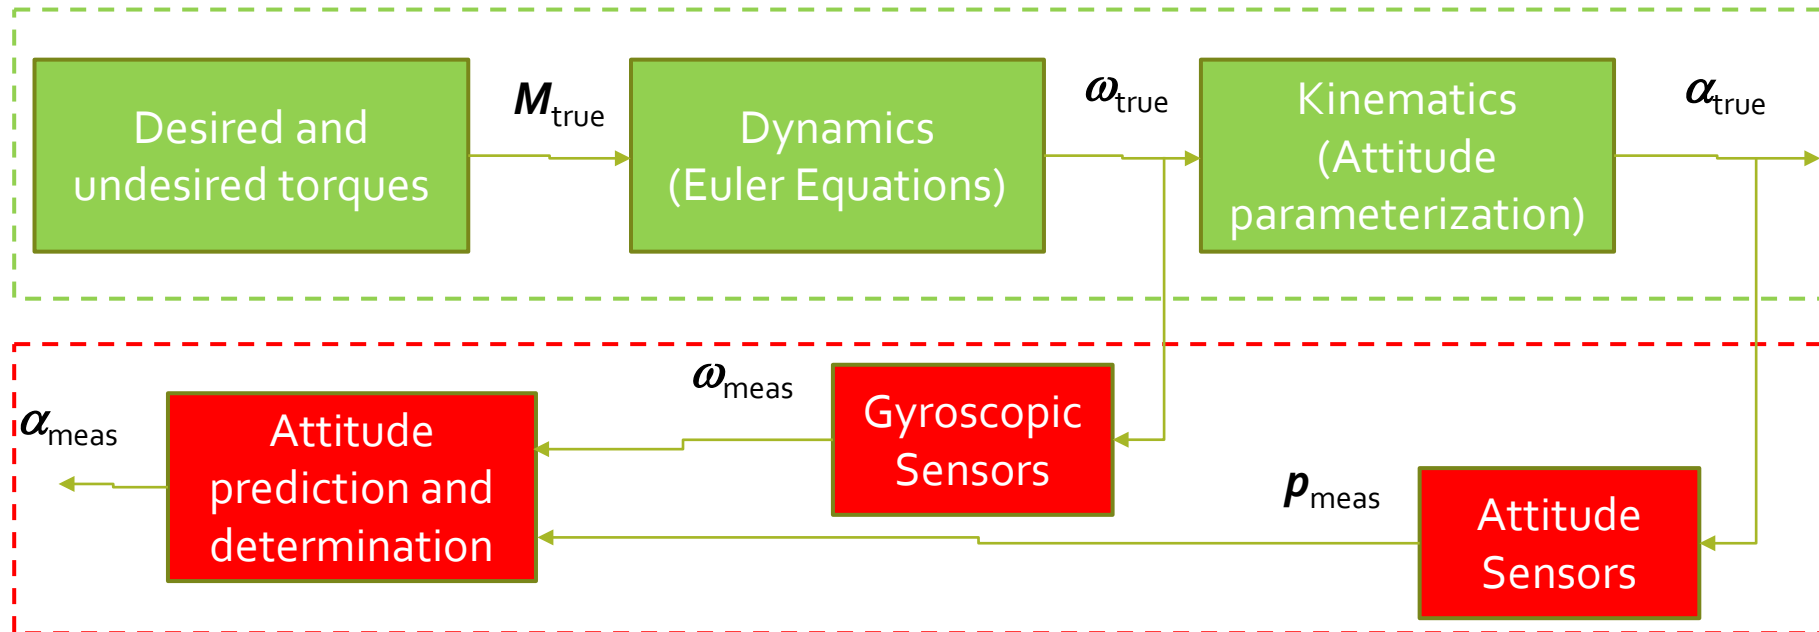 Desired and
undesired torques
M_true
Dynamics
(Euler Equations)
ω_true
Kinematics
(Attitude
parameterization)
α_true
α_meas
Attitude
prediction and
determination
ω_meas
Gyroscopic
Sensors
p_meas
Attitude
Sensors